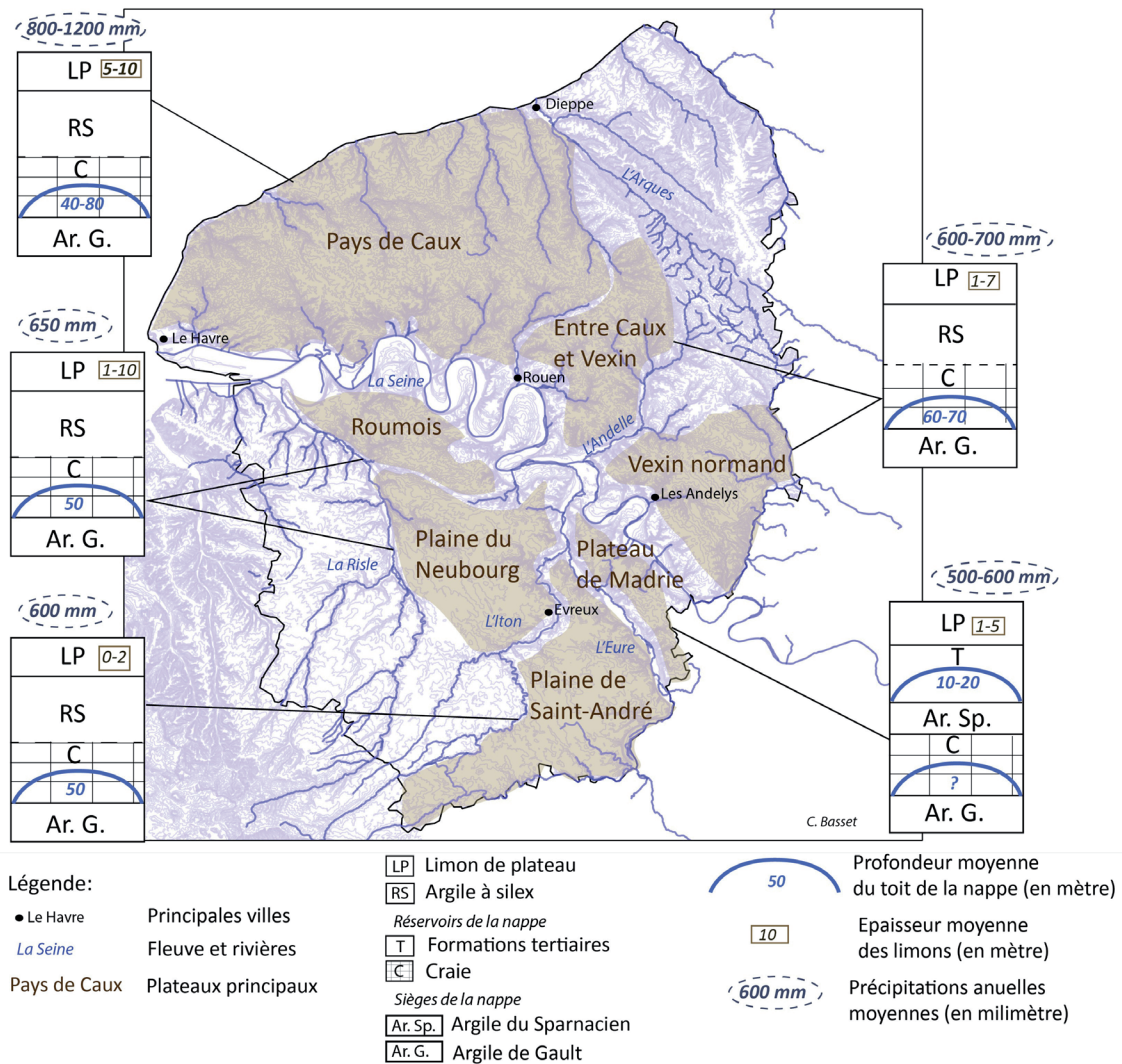 800-1200 mm
LP 5-10
RS
C
40-80
Ar. G.
650 mm
LP 1-10
RS
C
50
Ar. G.
600 mm
LP 0-2
RS
C
50
Ar. G.
Dieppe
L'Arques
Pays de Caux
Le Havre
Entre Caux
et Vexin
La Seine
Rouen
Roumois
L'Andelle
Vexin normand
Les Andelys
Plaine du
Neubourg
Plateau
de Madrie
La Risle
L'Iton
Evreux
L'Eure
Plaine de
Saint-André
C. Basset
600-700 mm
LP 1-7
RS
C
60-70
Ar. G.
500-600 mm
LP 1-5
T
10-20
Ar. Sp.
C
?
Ar. G.
Légende:
Le Havre Principales villes
La Seine Fleuve et rivières
Pays de Caux Plateaux principaux
LP Limon de plateau
RS Argile à silex
Réservoirs de la nappe
T Formations tertiaires
C Craie
Sièges de la nappe
Ar. Sp. Argile du Sparnacien
Ar. G. Argile de Gault
50 Profondeur moyenne
du toit de la nappe (en mètre)
10 Epaisseur moyenne
des limons (en mètre)
600 mm Précipitations anuelles
moyennes (en milimètre)